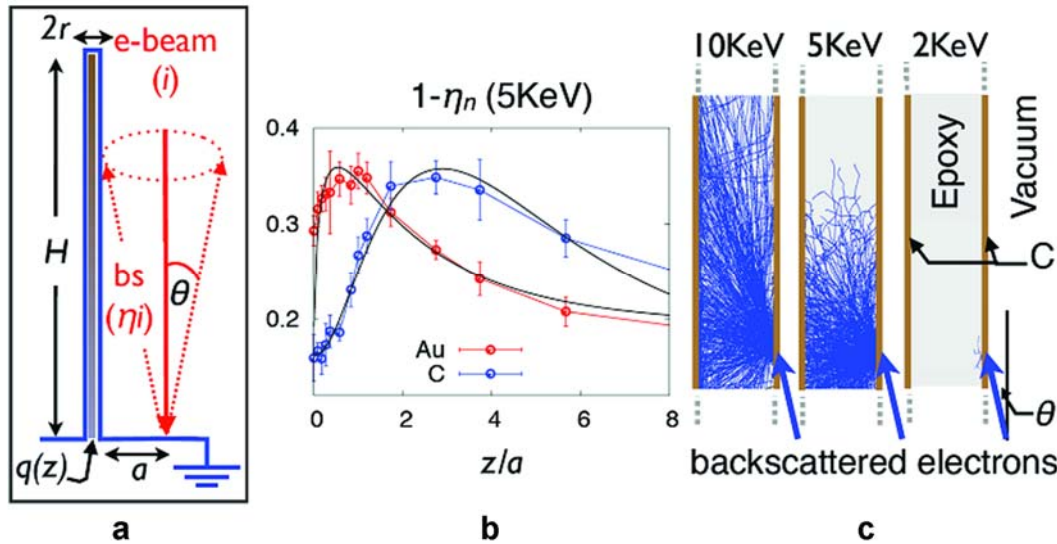 2r
e-beam
(i)
H
bs
(ηi)
θ
q(z)
a
a
1-ηn (5KeV)
0.4
0.3
0.2
Au
C
0
2
4
6
8
z/a
b
10KeV
5KeV
2KeV
Epoxy
Vacuum
C
θ
backscattered electrons
c